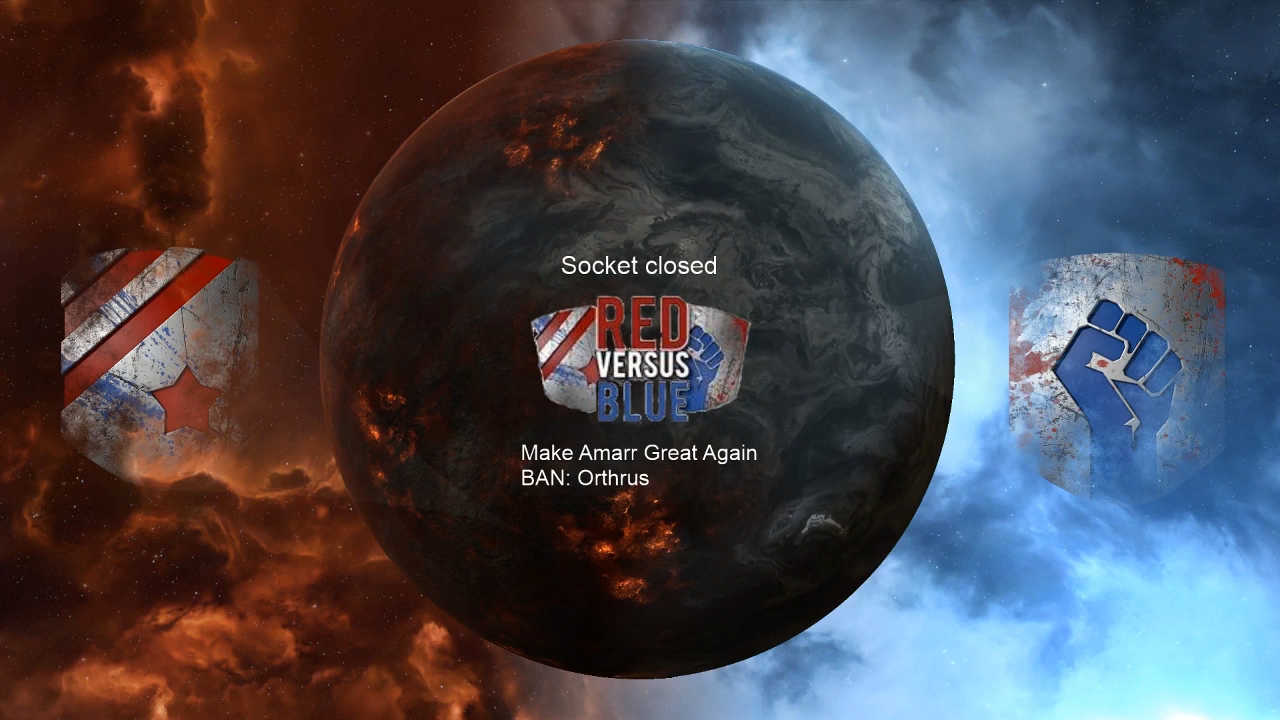 Socket closed
RED
VERSUS
BLUE
Make Amarr Great Again
BAN: Orthrus